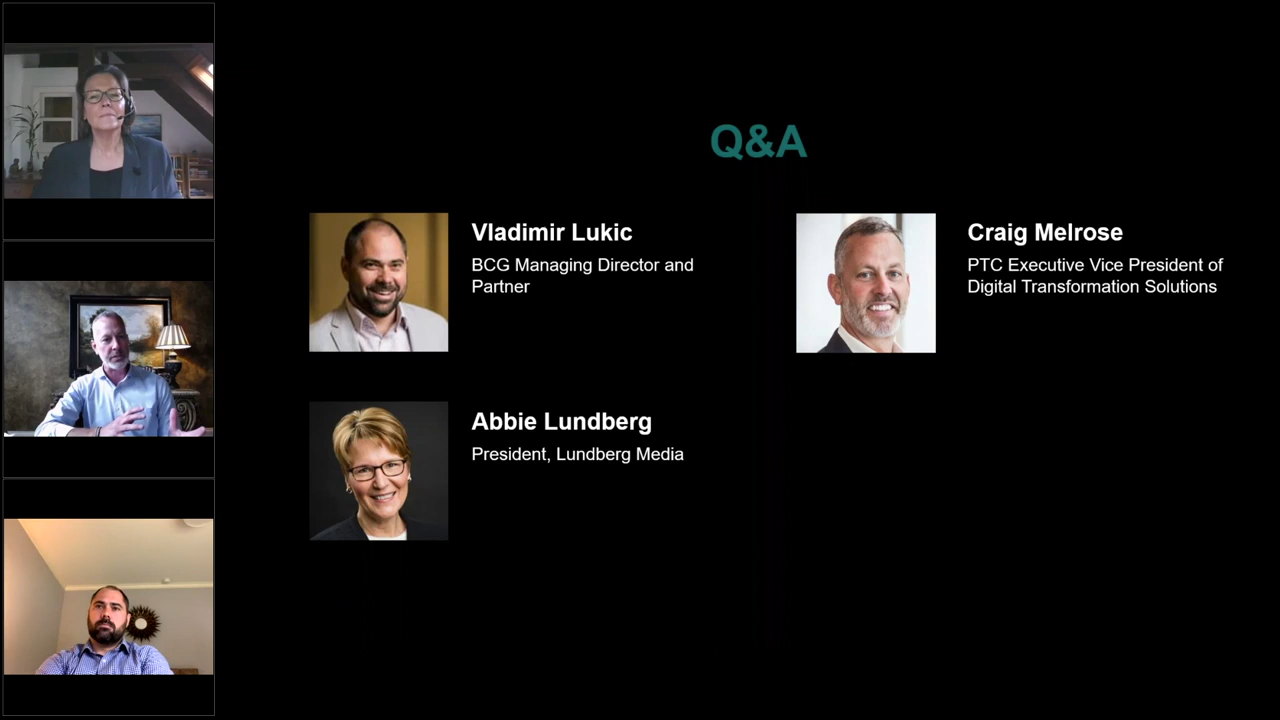 Q&A
Vladimir Lukic
BCG Managing Director and
Partner
Craig Melrose
PTC Executive Vice President of
Digital Transformation Solutions
Abbie Lundberg
President, Lundberg Media